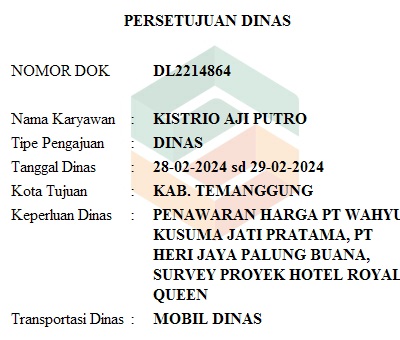 PERSETUJUAN DINAS
NOMOR DOK DL2214864
Nama Karyawan : KISTRIO AJI PUTRO
Tipe Pengajuan : DINAS
Tanggal Dinas : 28-02-2024 sd 29-02-2024
Kota Tujuan : KAB. TEMANGGUNG
Keperluan Dinas : PENAWARAN HARGA PT WAHYU
KUSUMA JATI PRATAMA, PT
HERI JAYA PALUNG BUANA,
SURVEY PROYEK HOTEL ROYAL
QUEEN
Transportasi Dinas : MOBIL DINAS